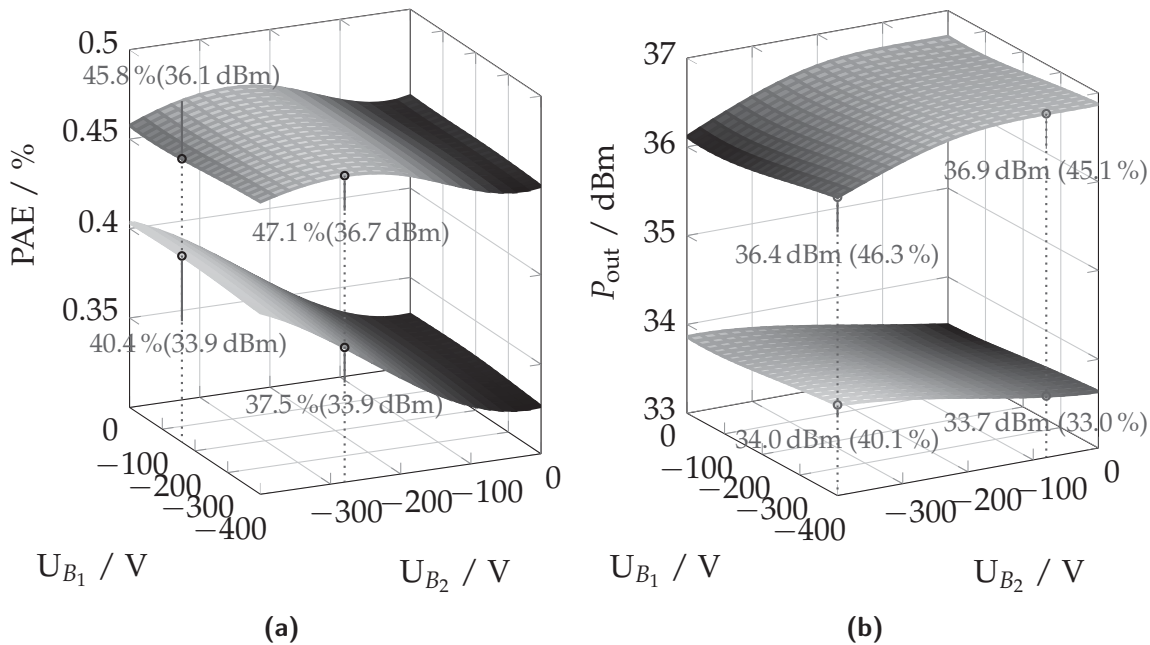 0.5
0.45
0.4
0.35
PAE / %
45.8 %(36.1 dBm)
47.1 %(36.7 dBm)
40.4 %(33.9 dBm)
37.5 %(33.9 dBm)
0
−100
−200
−300
−400
−300
−200
−100
0
U_{B_1} / V
U_{B_2} / V
(a)
37
36
35
34
33
P_{out} / dBm
36.9 dBm (45.1 %)
36.4 dBm (46.3 %)
34.0 dBm (40.1 %)
33.7 dBm (33.0 %)
0
−100
−200
−300
−400
−300
−200
−100
0
U_{B_1} / V
U_{B_2} / V
(b)